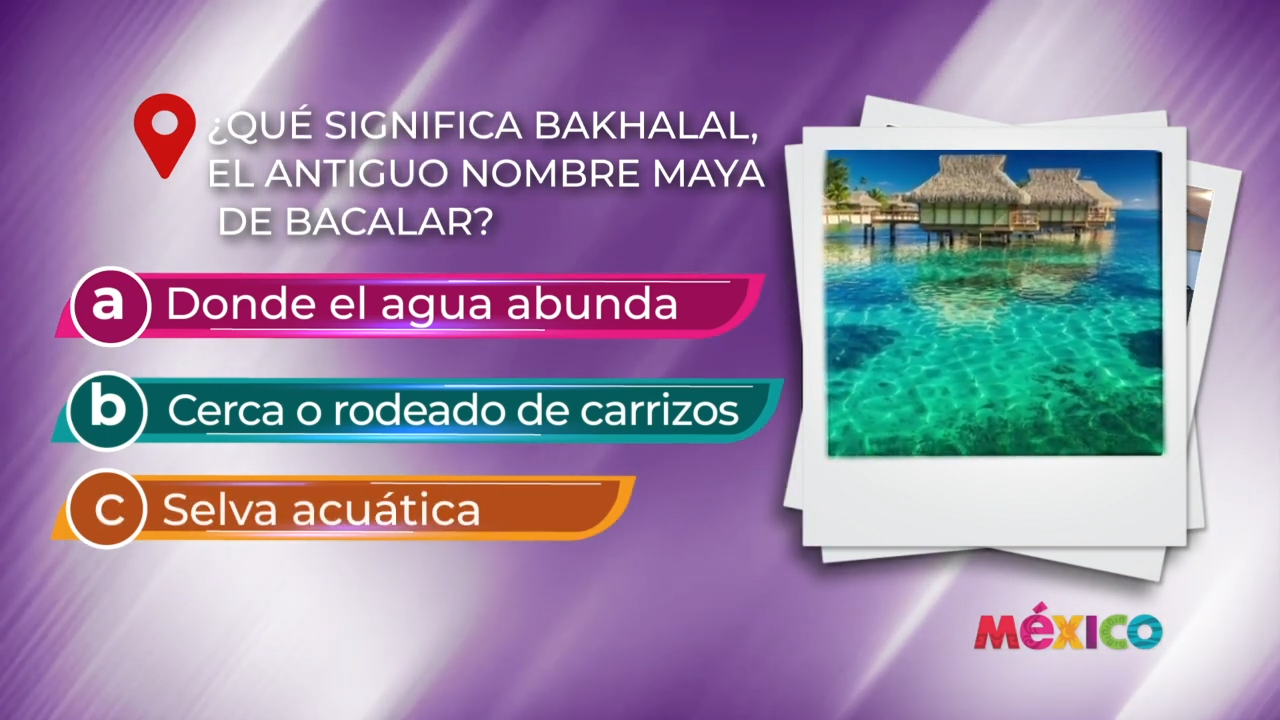 ¿QUÉ SIGNIFICA BAKHALAL,
EL ANTIGUO NOMBRE MAYA
DE BACALAR?
a Donde el agua abunda
b Cerca o rodeado de carrizos
c Selva acuática
MéXICO